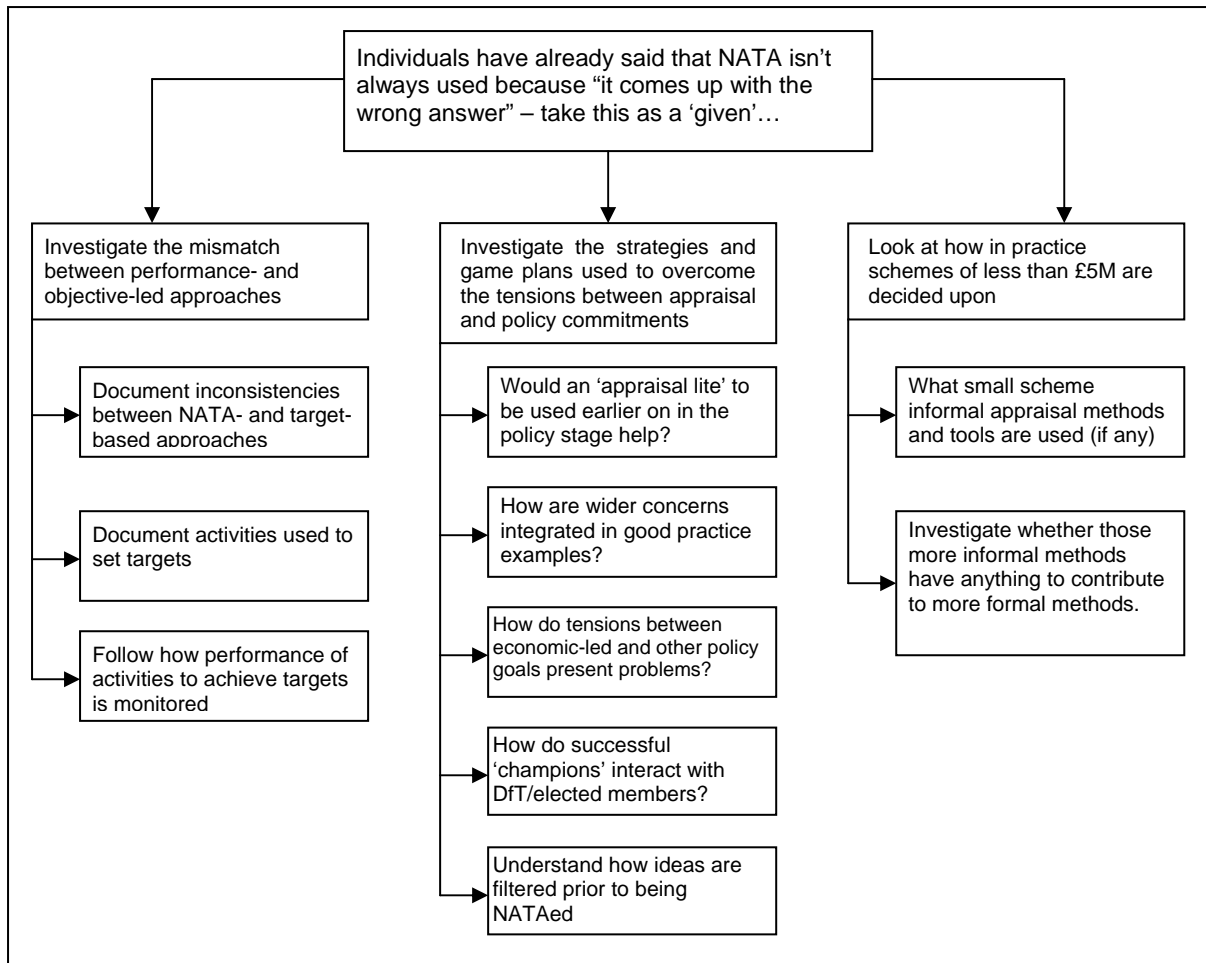 Individuals have already said that NATA isn’t
always used because “it comes up with the
wrong answer” – take this as a ‘given’…
Investigate the mismatch
between performance- and
objective-led approaches
Document inconsistencies
between NATA- and target-
based approaches
Document activities used to
set targets
Follow how performance of
activities to achieve targets
is monitored
Investigate the strategies and
game plans used to overcome
the tensions between appraisal
and policy commitments
Would an ‘appraisal lite’ to
be used earlier on in the
policy stage help?
How are wider concerns
integrated in good practice
examples?
How do tensions between
economic-led and other policy
goals present problems?
How do successful
‘champions’ interact with
DfT/elected members?
Understand how ideas are
filtered prior to being
NATAed
Look at how in practice
schemes of less than £5M are
decided upon
What small scheme
informal appraisal methods
and tools are used (if any)
Investigate whether those
more informal methods
have anything to contribute
to more formal methods.